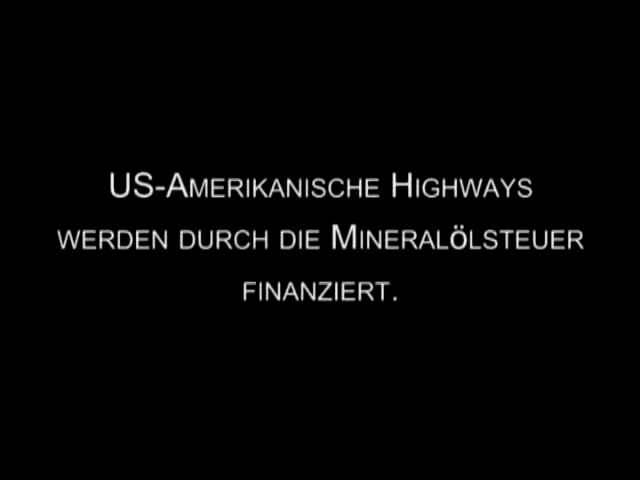 US-Amerikanische Highways
werden durch die Mineralölsteuer
finanziert.